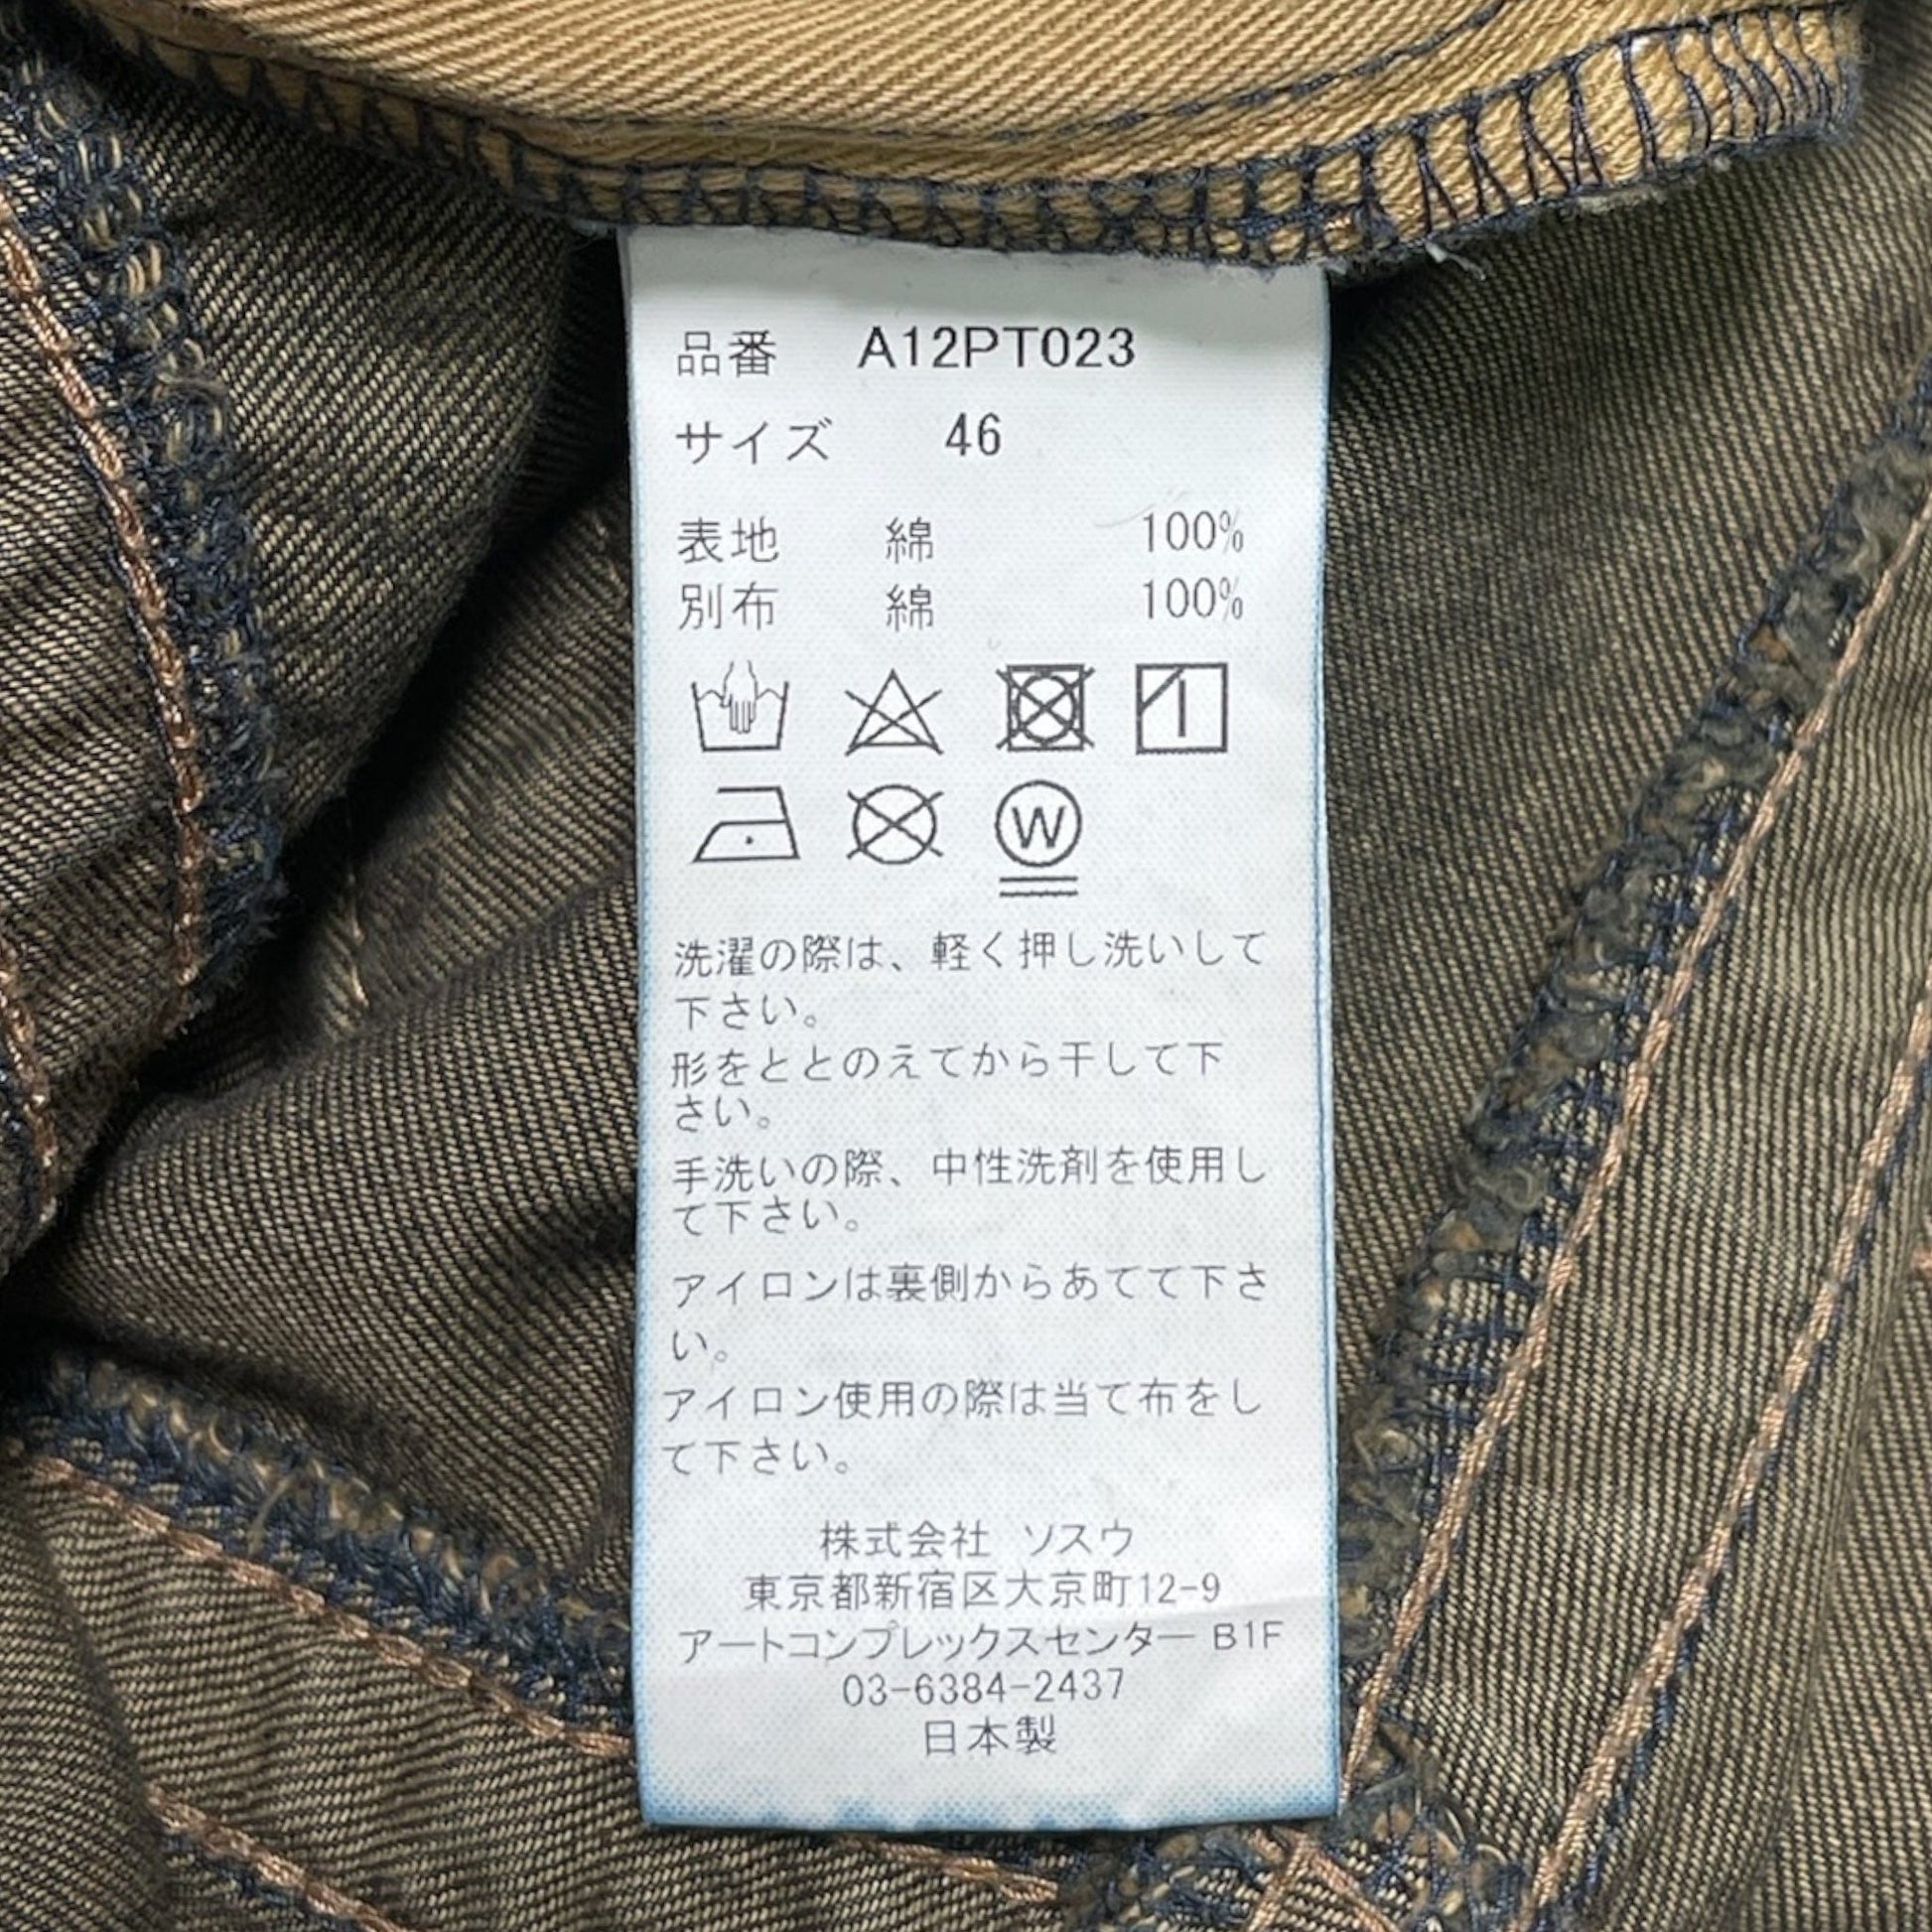 品番 A12PT023
サイズ 46
表地 綿 100%
別布 綿 100%
W
洗濯の際は、軽く押し洗いして
下さい。
形をととのえてから干して下
さい。
手洗いの際、中性洗剤を使用し
て下さい。
アイロンは裏側からあてて下さ
い。
アイロン使用の際は当て布をし
て下さい。
株式会社 ソスウ
東京都新宿区大京町12-9
アートコンプレックスセンター B1F
03-6384-2437
日本製